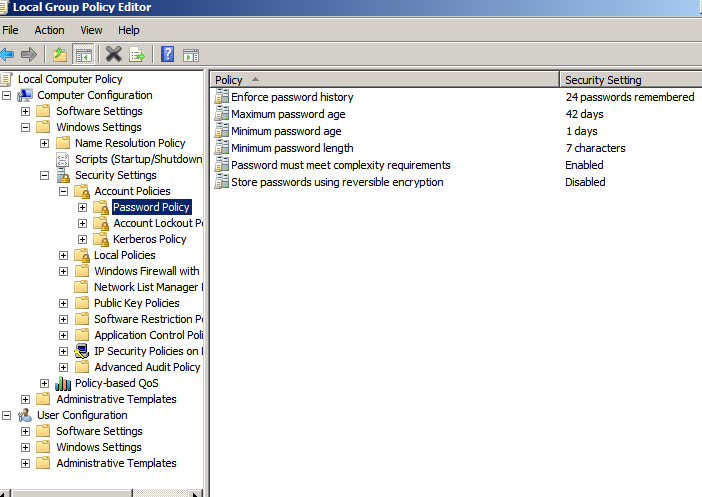 Local Group Policy Editor
File Action View Help
Local Computer Policy
Computer Configuration
Software Settings
Windows Settings
Name Resolution Policy
Scripts (Startup/Shutdown)
Security Settings
Account Policies
Password Policy
Account Lockout Po
Kerberos Policy
Local Policies
Windows Firewall with
Network List Manager P
Public Key Policies
Software Restriction Po
Application Control Poli
IP Security Policies on L
Advanced Audit Policy
Policy-based QoS
Administrative Templates
User Configuration
Software Settings
Windows Settings
Administrative Templates
Policy Security Setting
Enforce password history 24 passwords remembered
Maximum password age 42 days
Minimum password age 1 days
Minimum password length 7 characters
Password must meet complexity requirements Enabled
Store passwords using reversible encryption Disabled